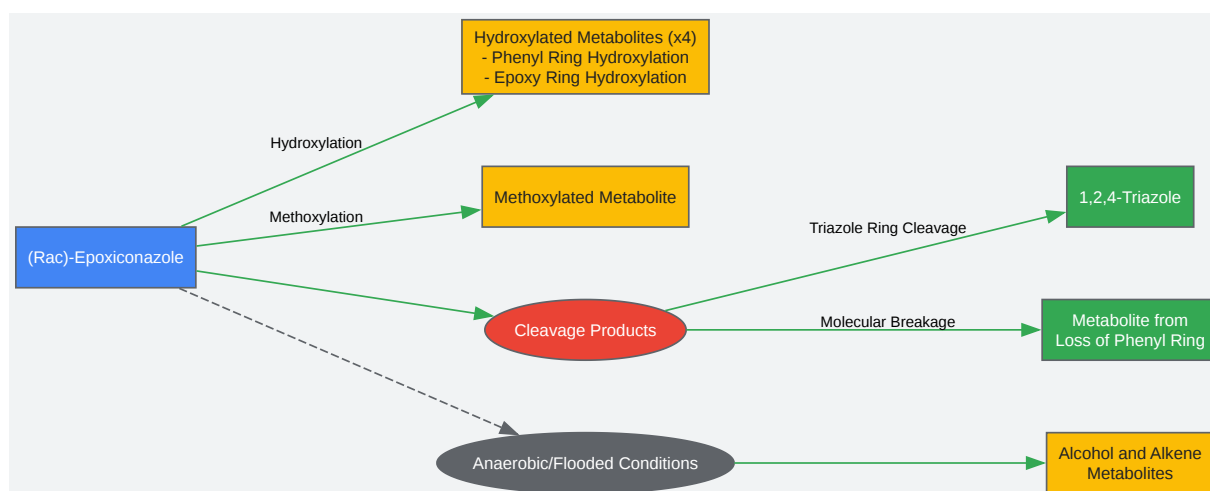 Hydroxylated Metabolites (x4)
- Phenyl Ring Hydroxylation
- Epoxy Ring Hydroxylation
Hydroxylation
Methoxylated Metabolite
1,2,4-Triazole
Methoxylation
Triazole Ring Cleavage
(Rac)-Epoxiconazole
Cleavage Products
Molecular Breakage
Metabolite from
Loss of Phenyl Ring
Anaerobic/Flooded Conditions
Alcohol and Alkene
Metabolites